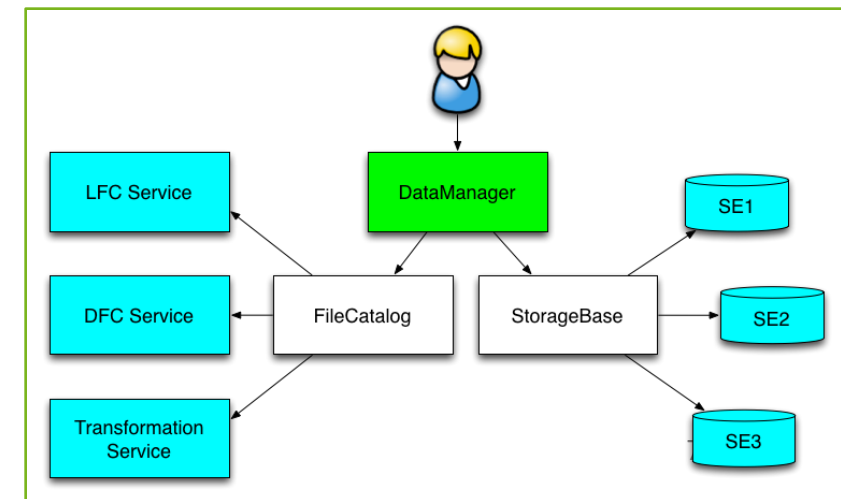 LFC Service
DataManager
SE1
DFC Service
FileCatalog
StorageBase
SE2
Transformation
Service
SE3